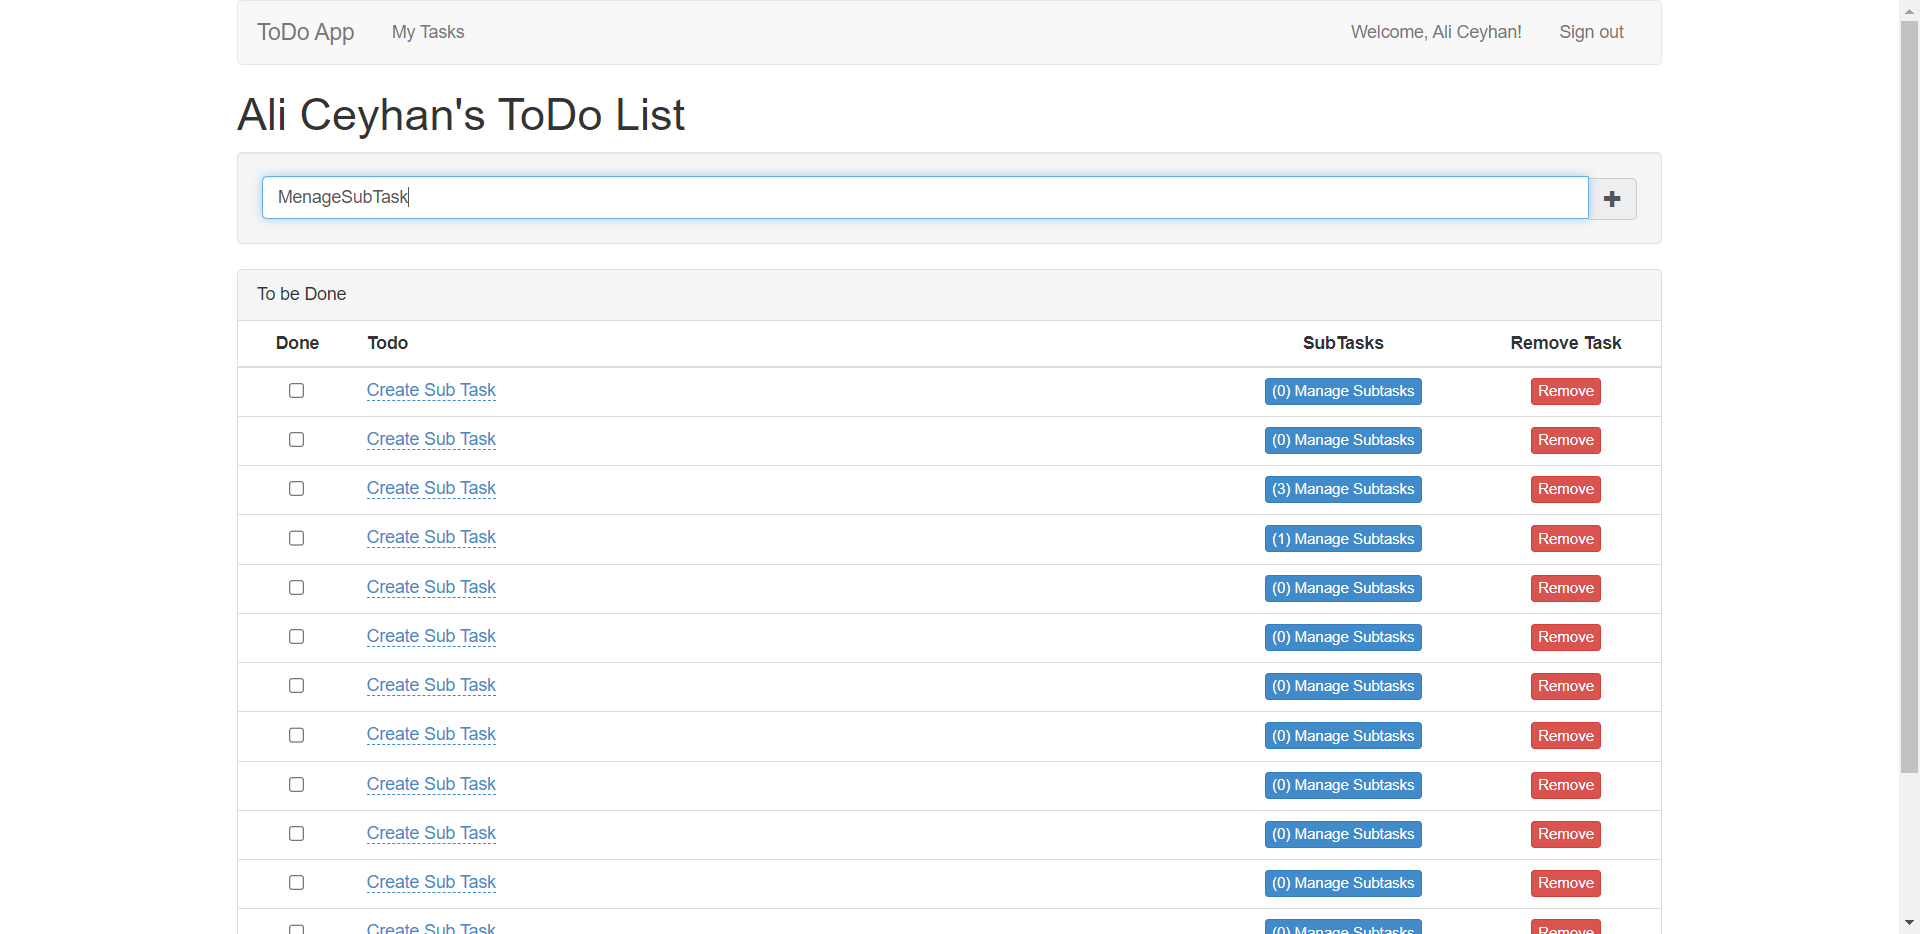 ToDo App My Tasks Welcome, Ali Ceyhan! Sign out
Ali Ceyhan's ToDo List
MenageSubTask
To be Done
Done Todo SubTasks Remove Task
Create Sub Task (0) Manage Subtasks Remove
Create Sub Task (0) Manage Subtasks Remove
Create Sub Task (3) Manage Subtasks Remove
Create Sub Task (1) Manage Subtasks Remove
Create Sub Task (0) Manage Subtasks Remove
Create Sub Task (0) Manage Subtasks Remove
Create Sub Task (0) Manage Subtasks Remove
Create Sub Task (0) Manage Subtasks Remove
Create Sub Task (0) Manage Subtasks Remove
Create Sub Task (0) Manage Subtasks Remove
Create Sub Task (0) Manage Subtasks Remove
Create Sub Task (0) Manage Subtasks Remove